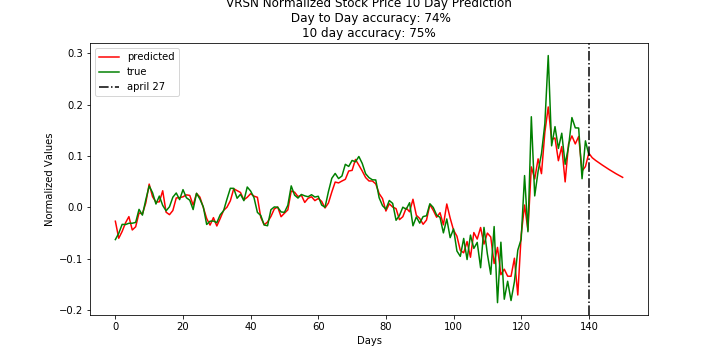 VRSN Normalized Stock Price 10 Day Prediction
Day to Day accuracy: 74%
10 day accuracy: 75%
predicted
true
april 27
Normalized Values
0.3
0.2
0.1
0.0
−0.1
−0.2
0
20
40
60
80
100
120
140
Days